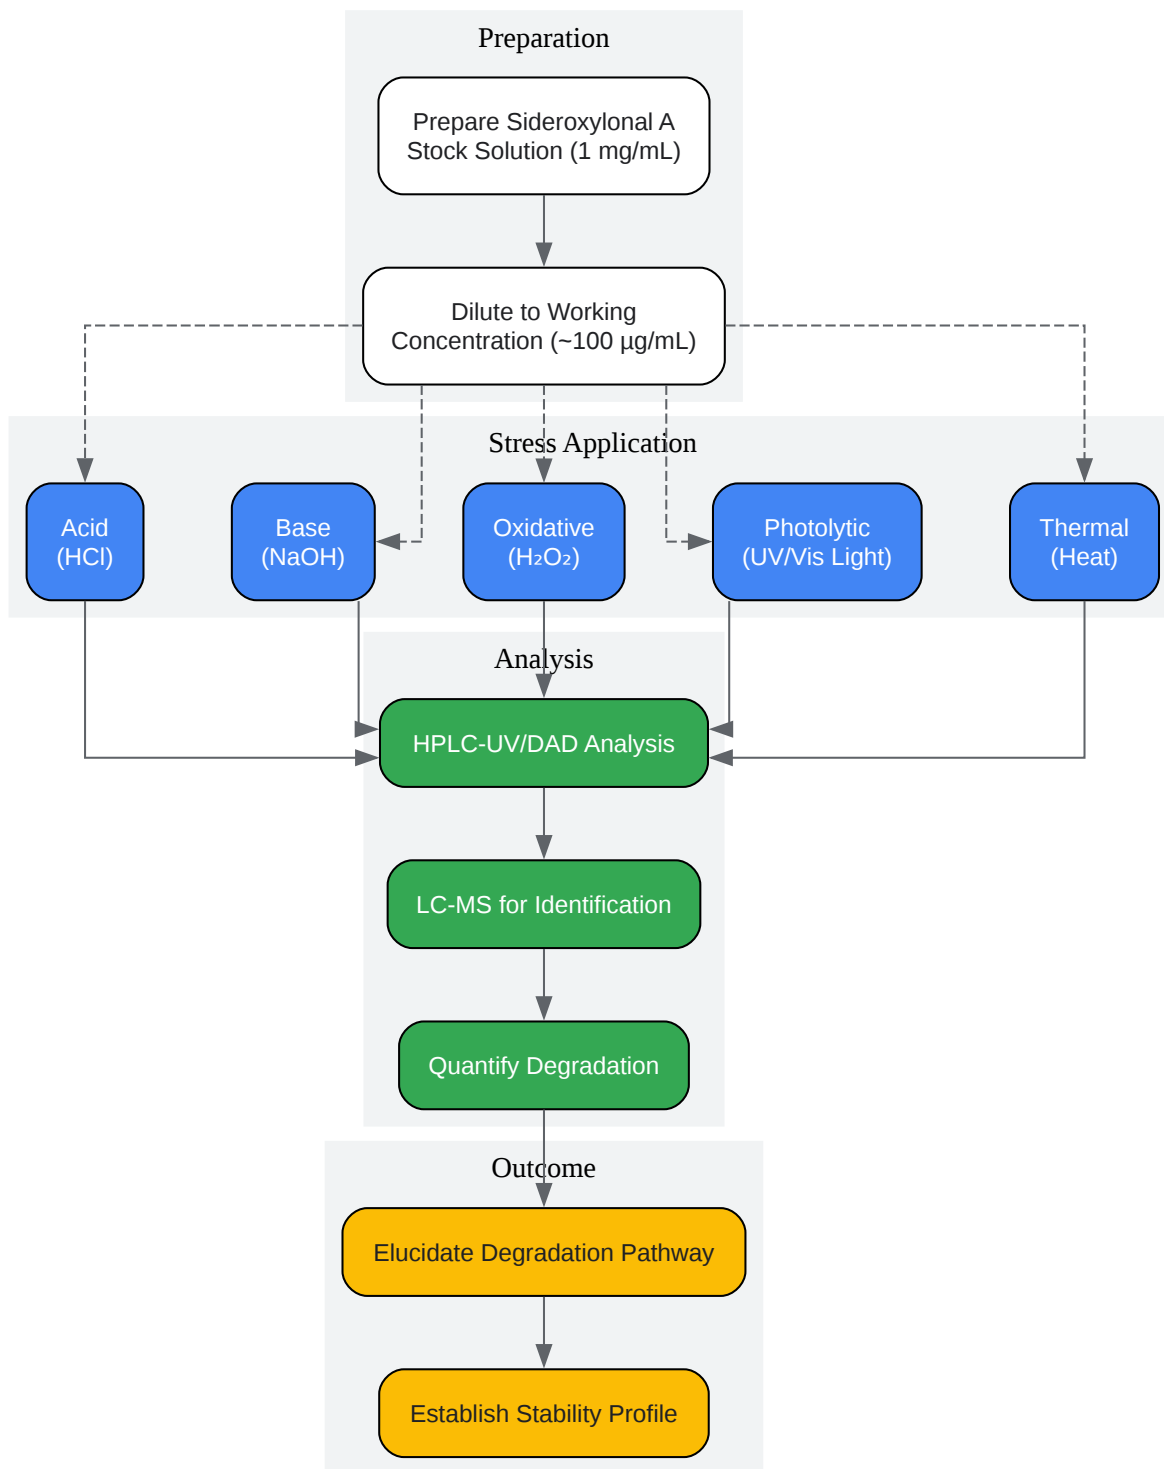 Preparation
Prepare Sideroxylonal A
Stock Solution (1 mg/mL)
Dilute to Working
Concentration (~100 µg/mL)
Stress Application
Acid
(HCl)
Base
(NaOH)
Oxidative
(H₂O₂)
Photolytic
(UV/Vis Light)
Thermal
(Heat)
Analysis
HPLC-UV/DAD Analysis
LC-MS for Identification
Quantify Degradation
Outcome
Elucidate Degradation Pathway
Establish Stability Profile